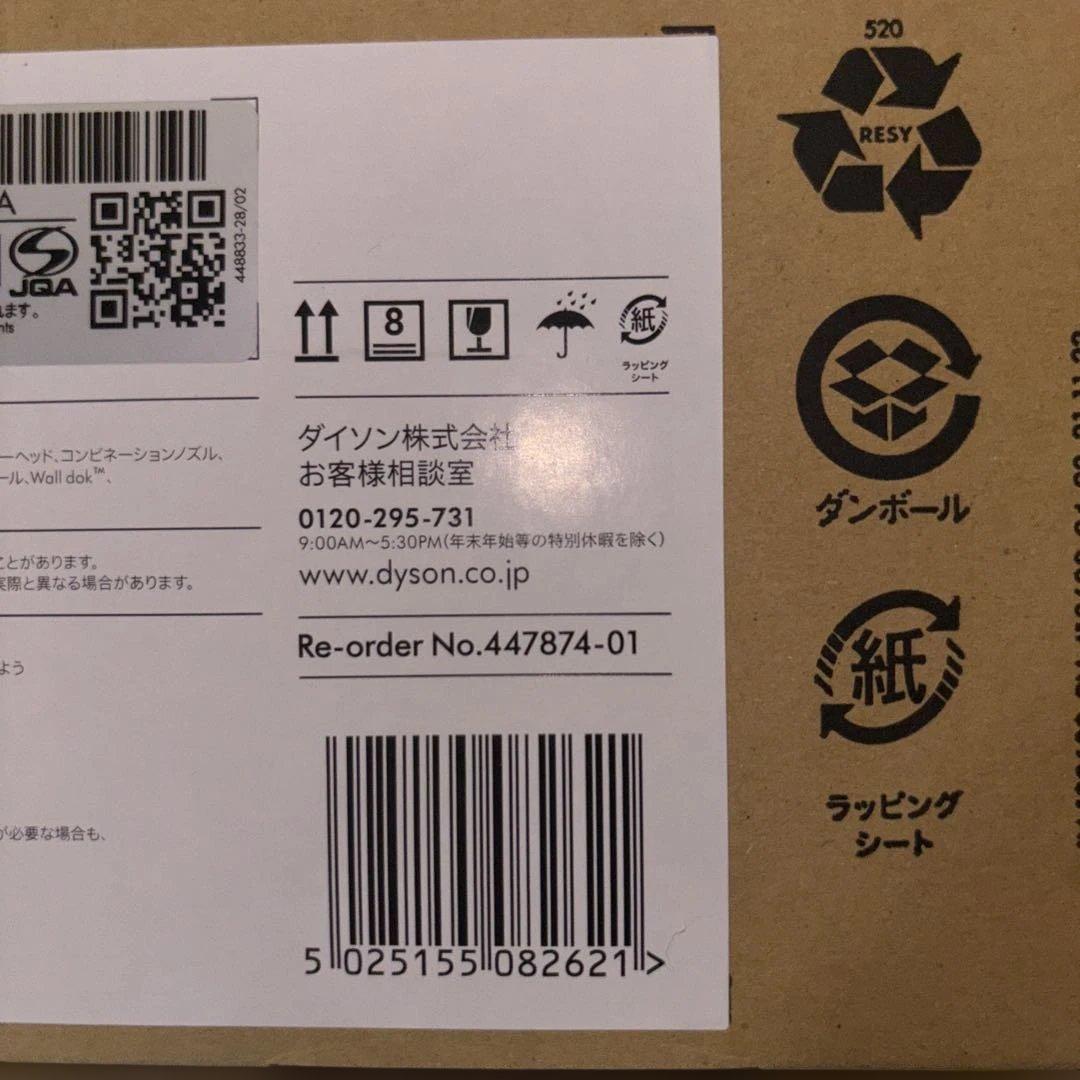 A
JQA
448833-28/02
れます。
nts
ーヘッド、コンビネーションノズル、
ール、Wall dok™、
ことがあります。
実際と異なる場合があります。
よう
が必要な場合も、
8
紙
ラッピング
シート
ダイソン株式会社
お客様相談室
0120-295-731
9:00AM〜5:30PM(年末年始等の特別休暇を除く)
www.dyson.co.jp
Re-order No.447874-01
5 025155 082621 >
520
RESY
ダンボール
紙
ラッピング
シート